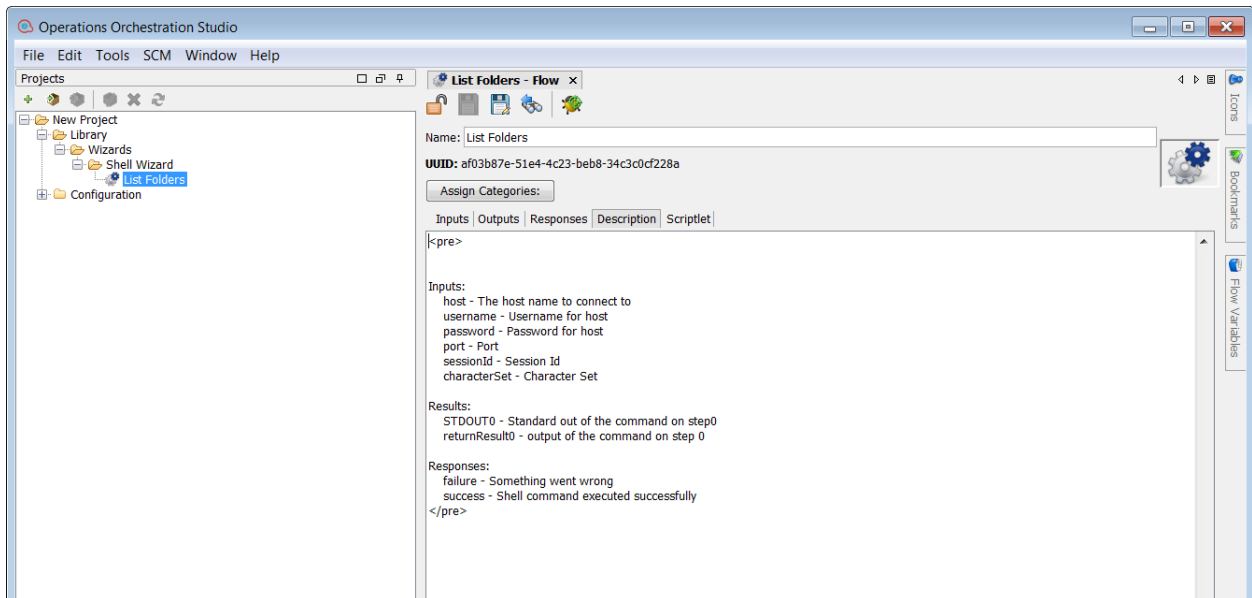 Operations Orchestration Studio
File Edit Tools SCM Window Help
Projects
New Project
Library
Wizards
Shell Wizard
List Folders
Configuration
List Folders - Flow
Name: List Folders
UUID: af03b87e-51e4-4c23-beb8-34c3c0cf228a
Assign Categories:
Inputs Outputs Responses Description Scriptlet
<pre>
Inputs:
host - The host name to connect to
username - Username for host
password - Password for host
port - Port
sessionId - Session Id
characterSet - Character Set
Results:
STDOUT0 - Standard out of the command on step0
returnResult0 - output of the command on step 0
Responses:
failure - Something went wrong
success - Shell command executed successfully
</pre>
Icons
Bookmarks
Flow Variables